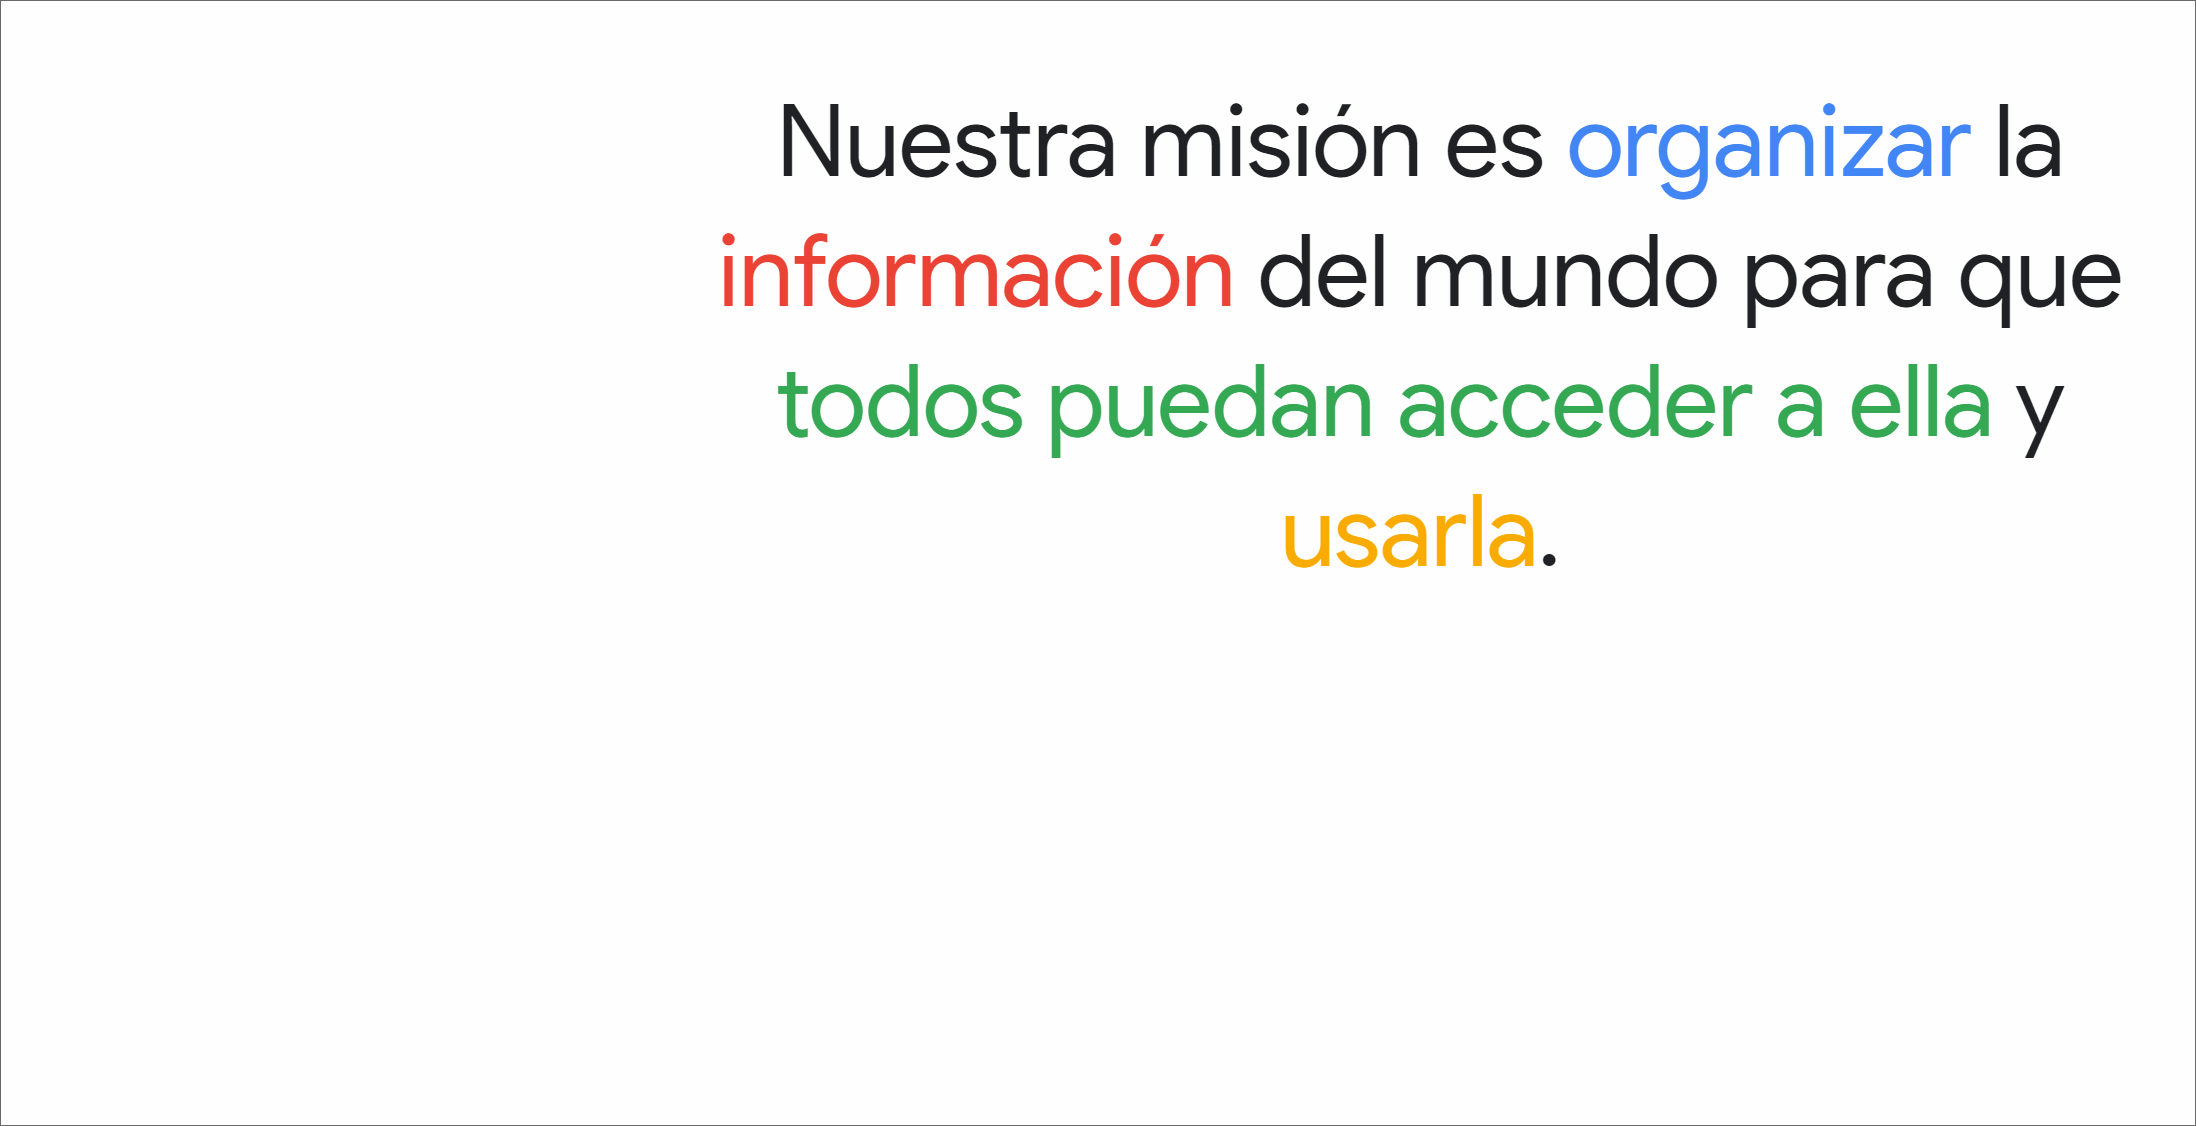 Nuestra misión es organizar la
información del mundo para que
todos puedan acceder a ella y
usarla.